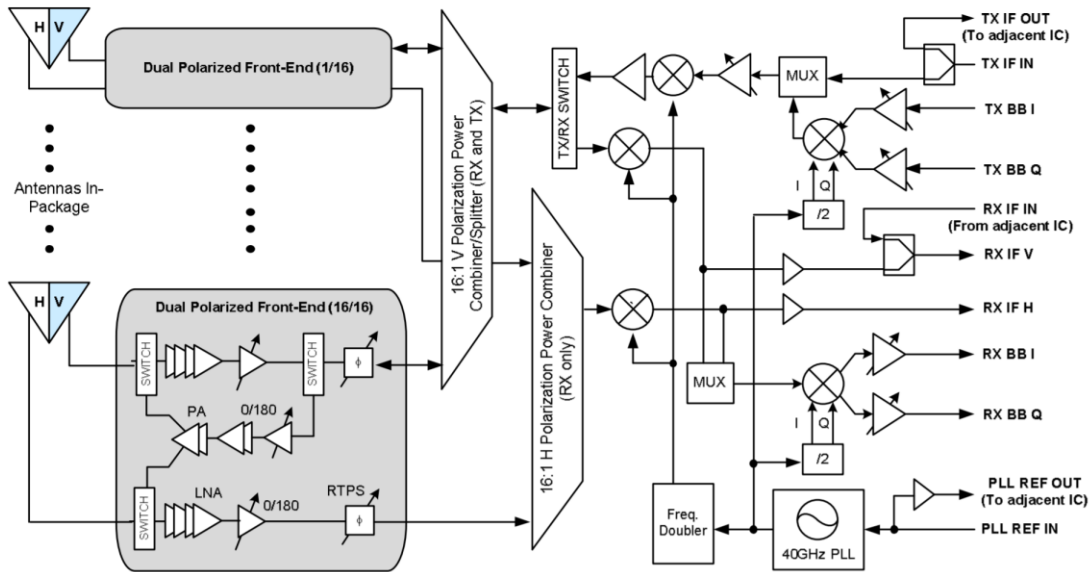 H V
Dual Polarized Front-End (1/16)
Antennas In-
Package
H V
Dual Polarized Front-End (16/16)
SWITCH
SWITCH
ϕ
PA
0/180
SWITCH
LNA
0/180
RTPS
ϕ
16:1 V Polarization Power
Combiner/Splitter (RX and TX)
16:1 H Polarization Power Combiner
(RX only)
TX/RX SWITCH
MUX
I
Q
/2
MUX
I
Q
/2
Freq.
Doubler
40GHz PLL
TX IF OUT
(To adjacent IC)
TX IF IN
TX BB I
TX BB Q
RX IF IN
(From adjacent IC)
RX IF V
RX IF H
RX BB I
RX BB Q
PLL REF OUT
(To adjacent IC)
PLL REF IN